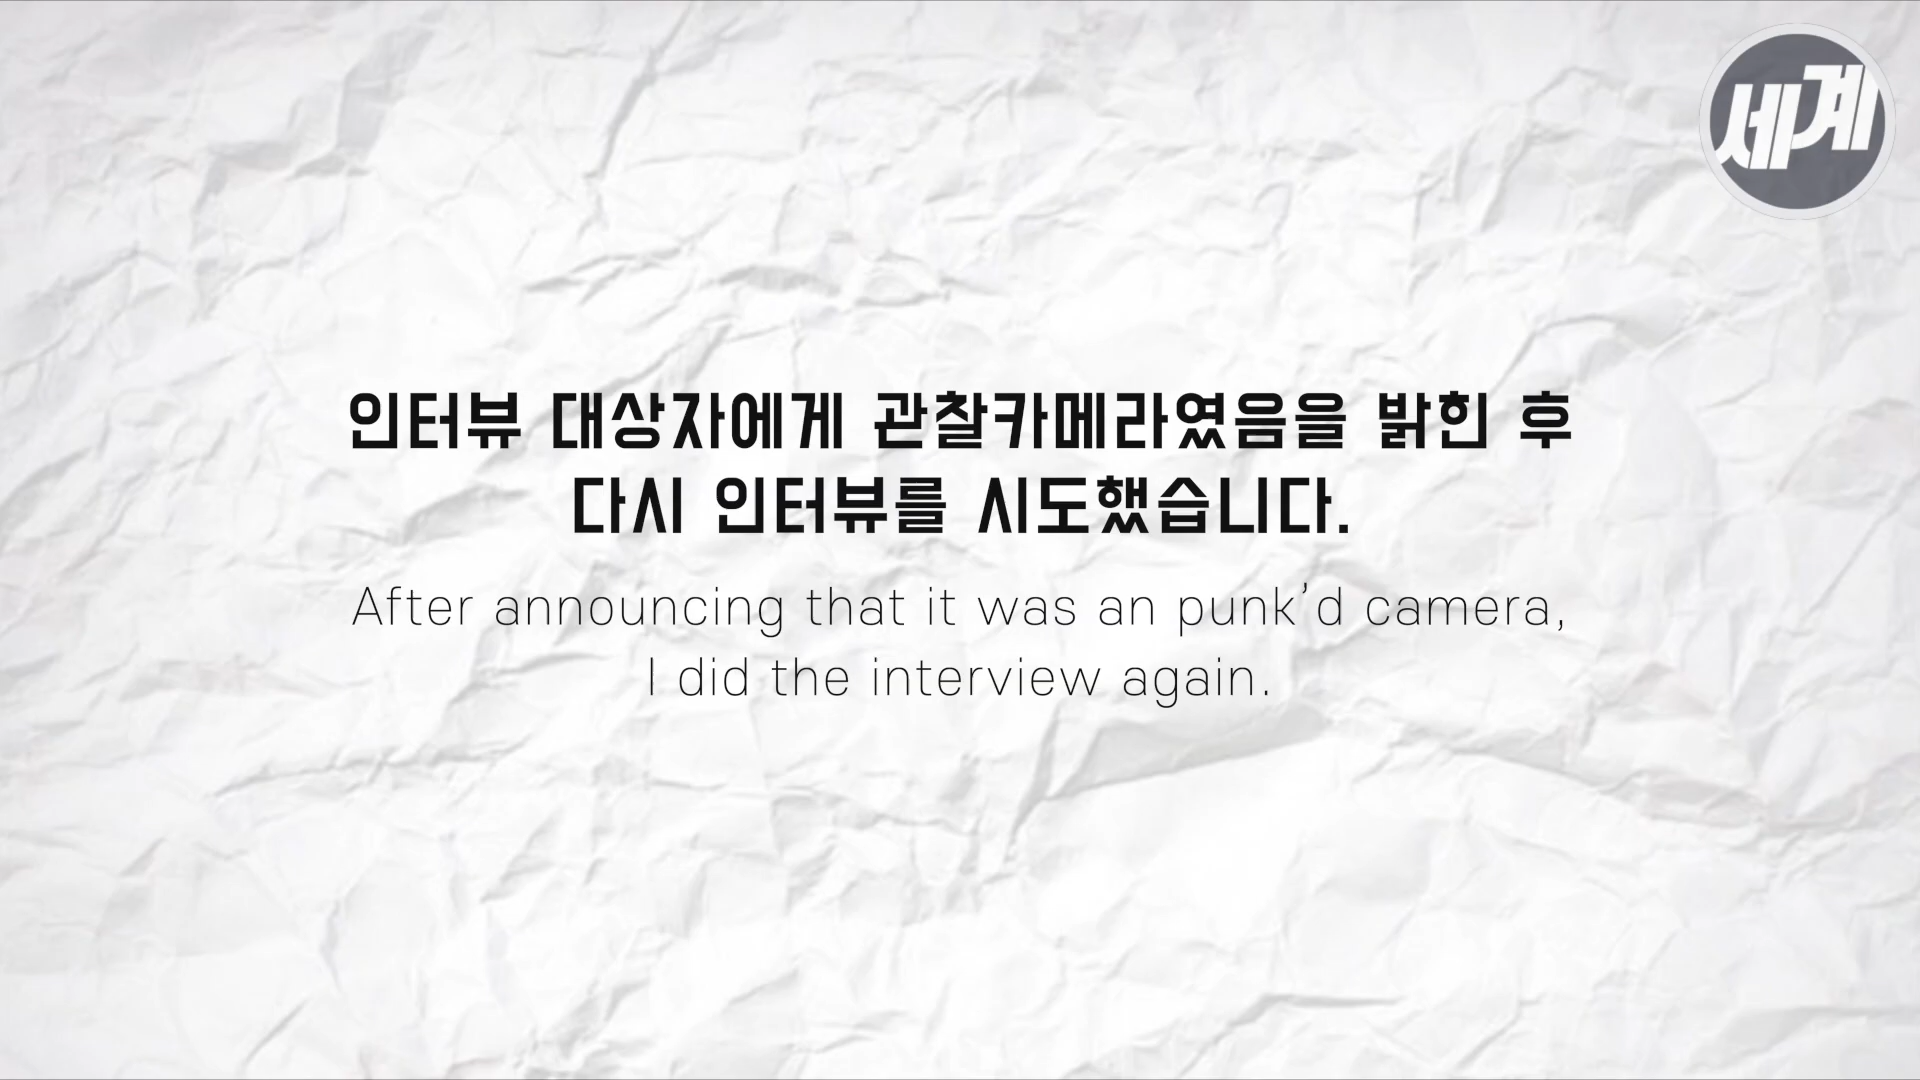 세계
인터뷰 대상자에게 관찰카메라였음을 밝힌 후
다시 인터뷰를 시도했습니다.
After announcing that it was an punk’d camera,
I did the interview again.